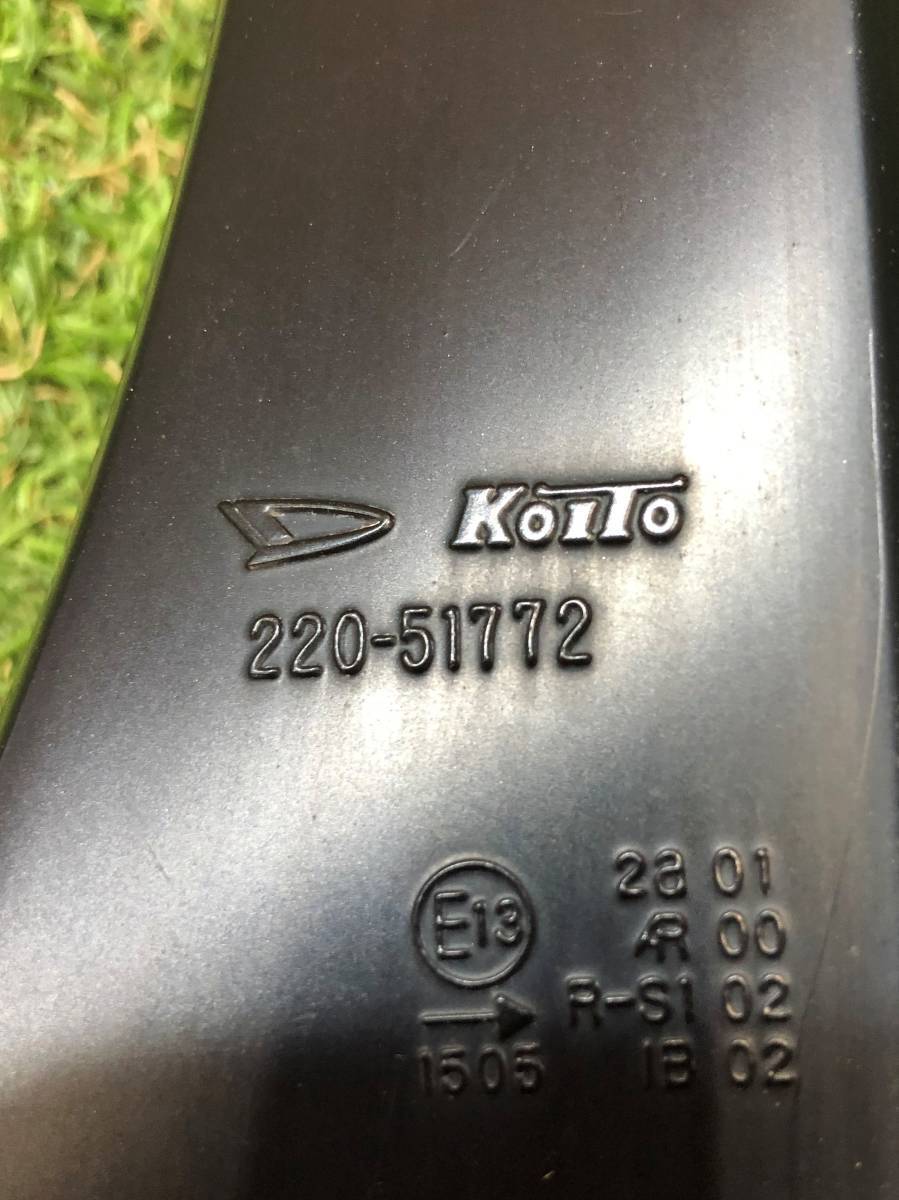 KoiTo
220-51772
E13
2a 01
AR 00
R-S1 02
IB 02
1505